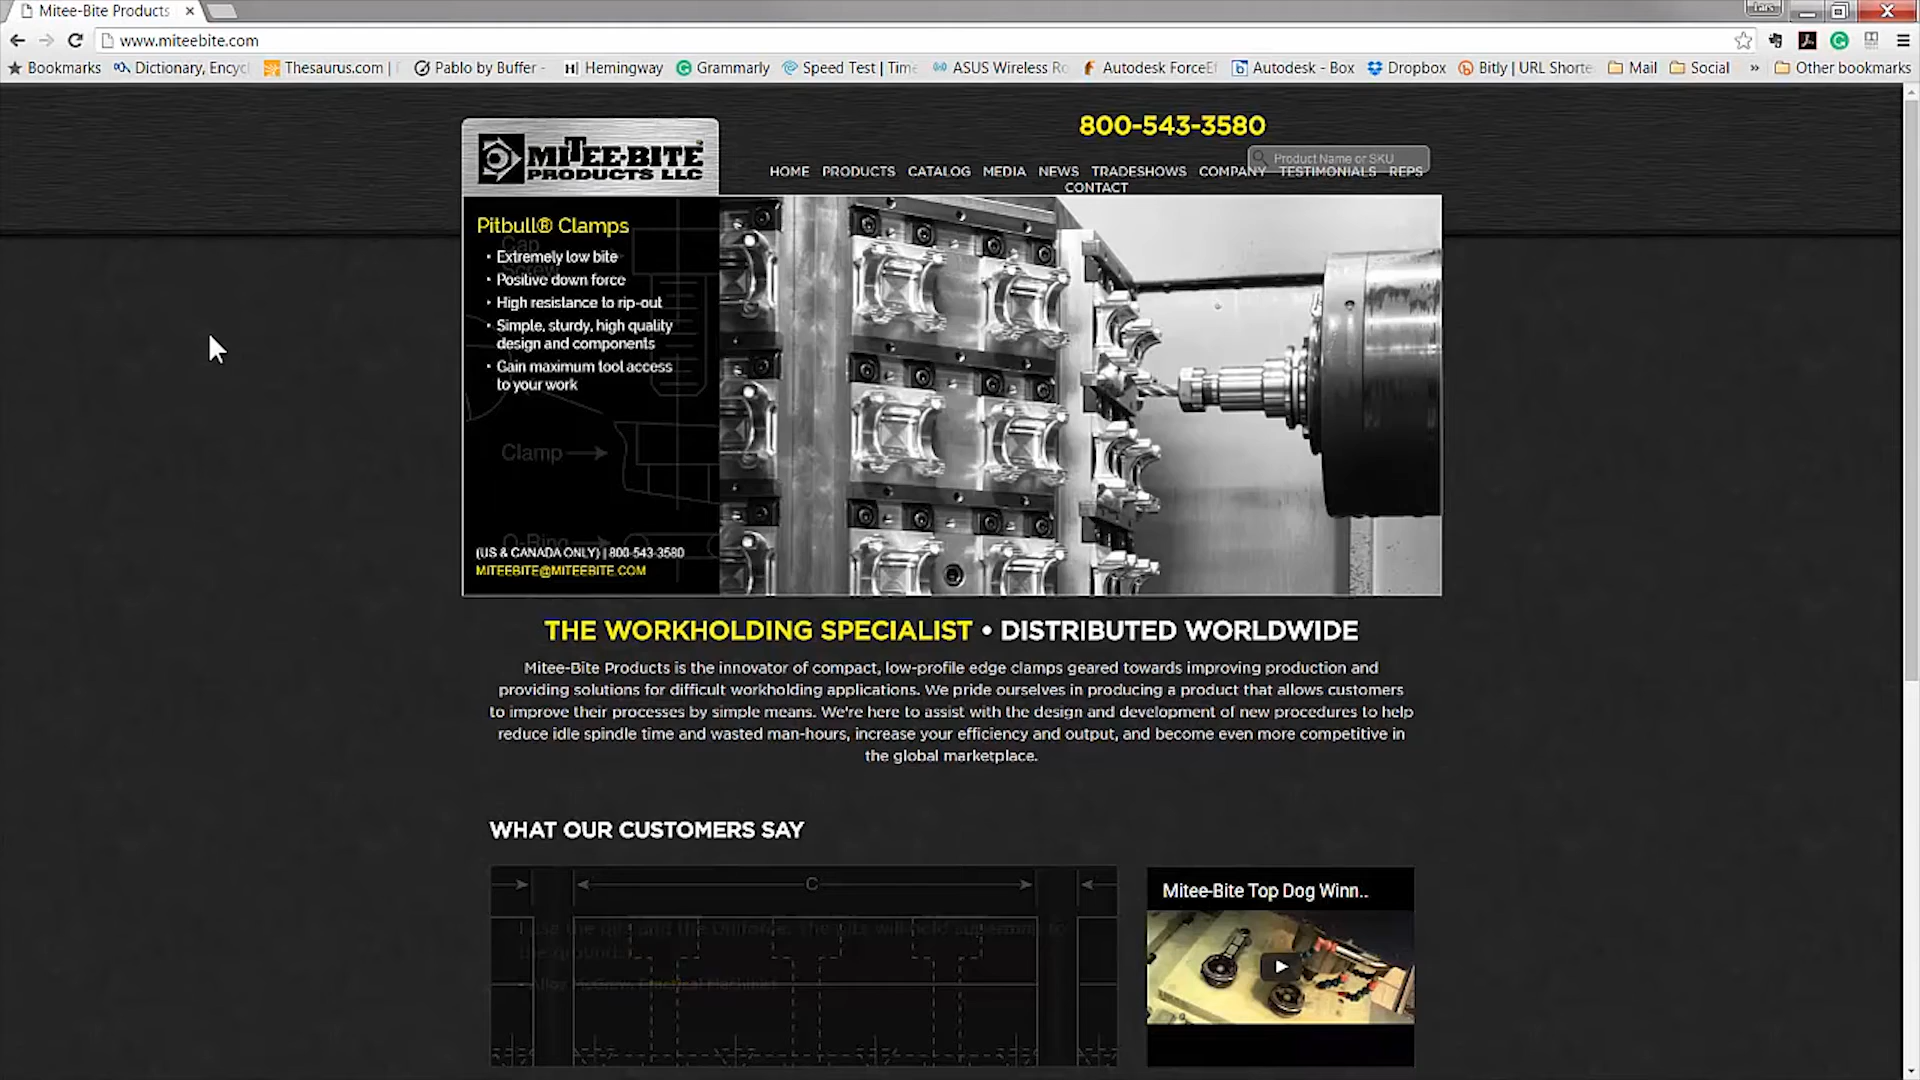 Mitee-Bite Products
Lars
www.miteebite.com
Bookmarks
Dictionary, Encyc
Thesaurus.com |
Pablo by Buffer -
Hemingway
Grammarly
Speed Test | Tim
ASUS Wireless Ro
Autodesk ForceEf
Autodesk - Box
Dropbox
Bitly | URL Shorte
Mail
Social
»
Other bookmarks
800-543-3580
MITEE-BITE
PRODUCTS LLC
Product Name or SKU
HOME PRODUCTS CATALOG MEDIA NEWS TRADESHOWS COMPANY TESTIMONIALS REPS
CONTACT
Pitbull® Clamps
Cap
Screw
• Extremely low bite
• Positive down force
• High resistance to rip-out
• Simple, sturdy, high quality
design and components
• Gain maximum tool access
to your work
Clamp
O-Ring
(US & CANADA ONLY) | 800-543-3580
MITEEBITE@MITEEBITE.COM
THE WORKHOLDING SPECIALIST • DISTRIBUTED WORLDWIDE
Mitee-Bite Products is the innovator of compact, low-profile edge clamps geared towards improving production and
providing solutions for difficult workholding applications. We pride ourselves in producing a product that allows customers
to improve their processes by simple means. We're here to assist with the design and development of new procedures to help
reduce idle spindle time and wasted man-hours, increase your efficiency and output, and become even more competitive in
the global marketplace.
WHAT OUR CUSTOMERS SAY
C
the ground.
Mitee-Bite Top Dog Winn..